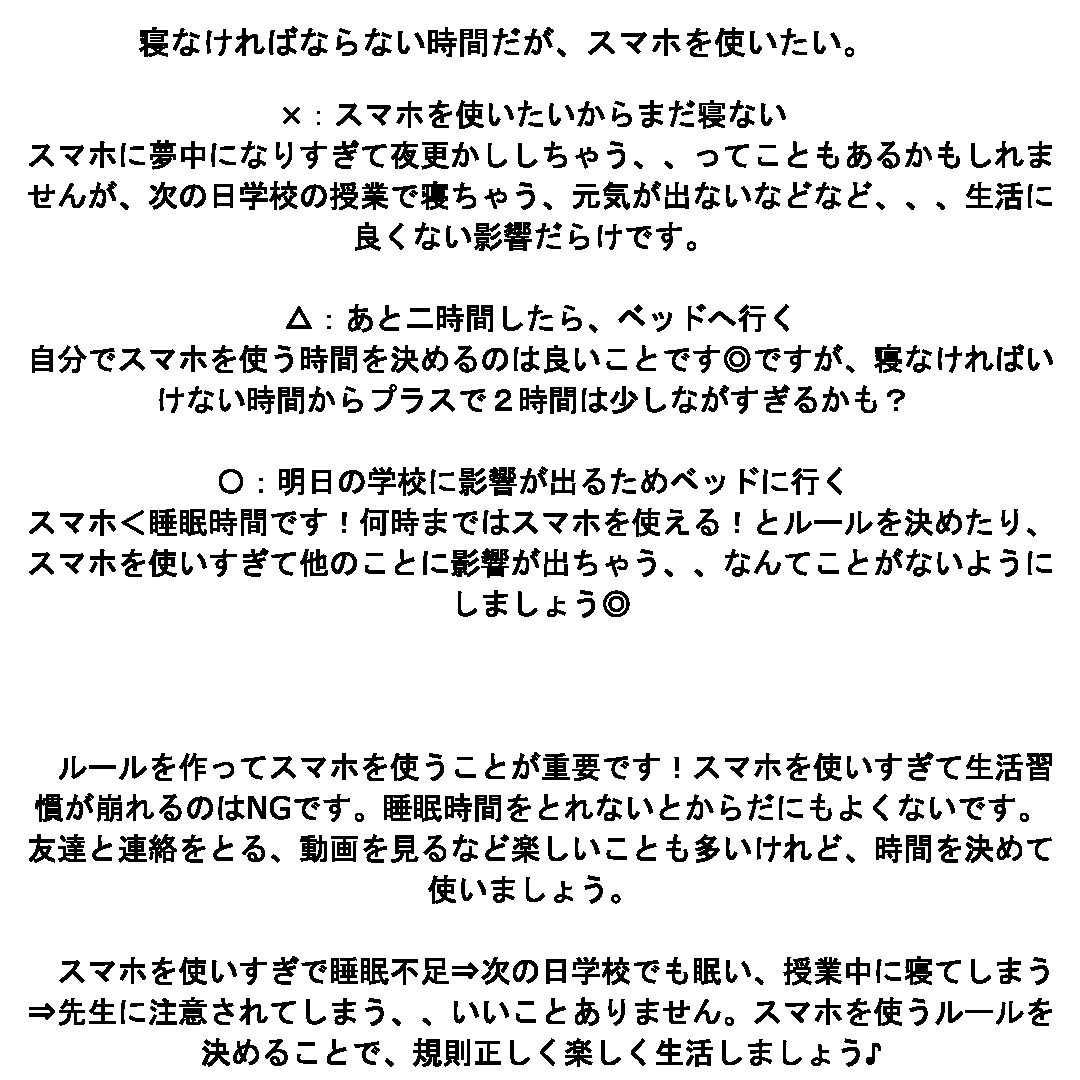 寝なければならない時間だが、スマホを使いたい。
×：スマホを使いたいからまだ寝ない
スマホに夢中になりすぎて夜更かししちゃう、、ってこともあるかもしれま
せんが、次の日学校の授業で寝ちゃう、元気が出ないなどなど、、、生活に
良くない影響だらけです。
△：あと二時間したら、ベッドへ行く
自分でスマホを使う時間を決めるのは良いことです◎ですが、寝なければい
けない時間からプラスで２時間は少しながすぎるかも？
〇：明日の学校に影響が出るためベッドに行く
スマホ＜睡眠時間です！何時まではスマホを使える！とルールを決めたり、
スマホを使いすぎて他のことに影響が出ちゃう、、なんてことがないように
しましょう◎
ルールを作ってスマホを使うことが重要です！スマホを使いすぎて生活習
慣が崩れるのはNGです。睡眠時間をとれないとからだにもよくないです。
友達と連絡をとる、動画を見るなど楽しいことも多いけれど、時間を決めて
使いましょう。
スマホを使いすぎで睡眠不足⇒次の日学校でも眠い、授業中に寝てしまう
⇒先生に注意されてしまう、、いいことありません。スマホを使うルールを
決めることで、規則正しく楽しく生活しましょう♪